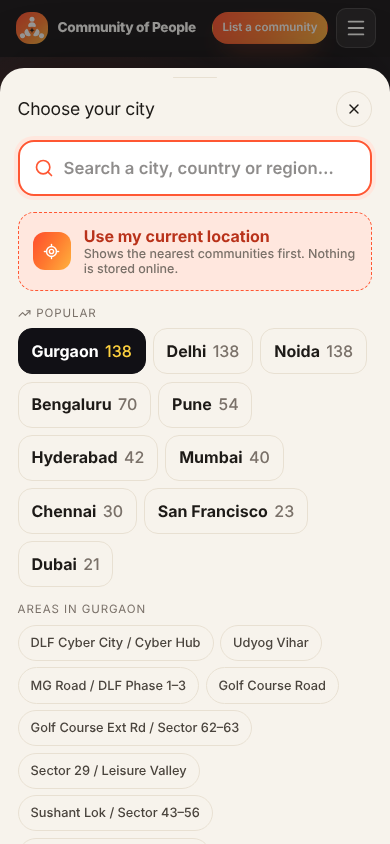 Community of People
List a community
Choose your city
Search a city, country or region...
Use my current location
Shows the nearest communities first. Nothing
is stored online.
POPULAR
Gurgaon 138
Delhi 138
Noida 138
Bengaluru 70
Pune 54
Hyderabad 42
Mumbai 40
Chennai 30
San Francisco 23
Dubai 21
AREAS IN GURGAON
DLF Cyber City / Cyber Hub
Udyog Vihar
MG Road / DLF Phase 1–3
Golf Course Road
Golf Course Ext Rd / Sector 62–63
Sector 29 / Leisure Valley
Sushant Lok / Sector 43–56